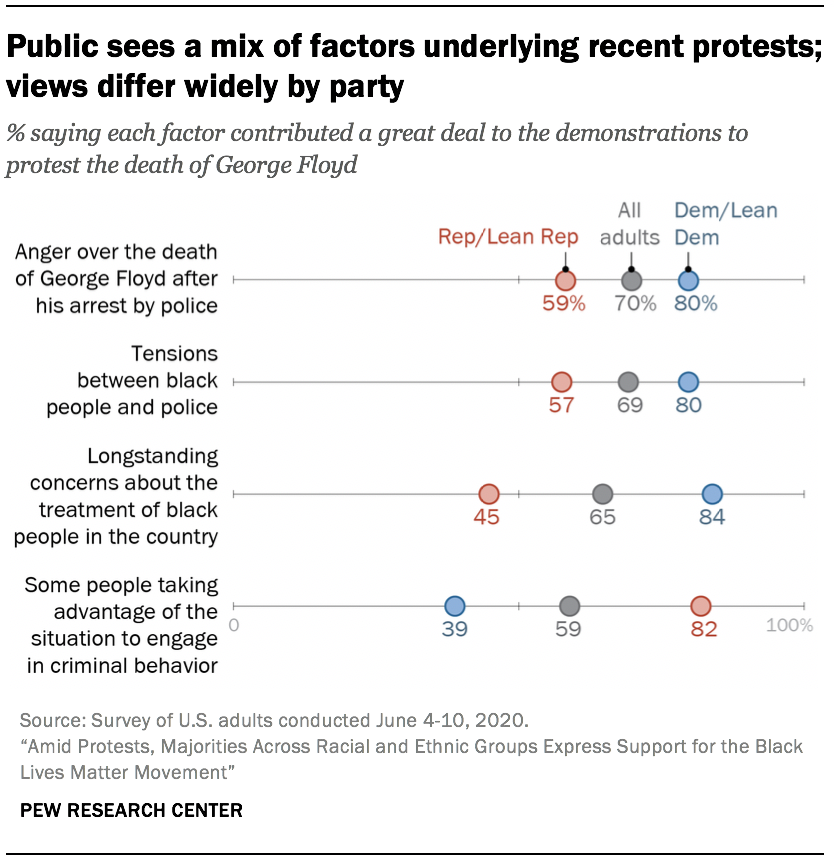 Public sees a mix of factors underlying recent protests;
views differ widely by party
% saying each factor contributed a great deal to the demonstrations to
protest the death of George Floyd
All Dem/Lean
Rep/Lean Rep adults Dem
Anger over the death
of George Floyd after
his arrest by police
59% 70% 80%
Tensions
between black
people and police
57 69 80
Longstanding
concerns about the
treatment of black
people in the country
45 65 84
Some people taking
advantage of the
situation to engage
in criminal behavior
0 39 59 82 100%
Source: Survey of U.S. adults conducted June 4-10, 2020.
“Amid Protests, Majorities Across Racial and Ethnic Groups Express Support for the Black
Lives Matter Movement”
PEW RESEARCH CENTER